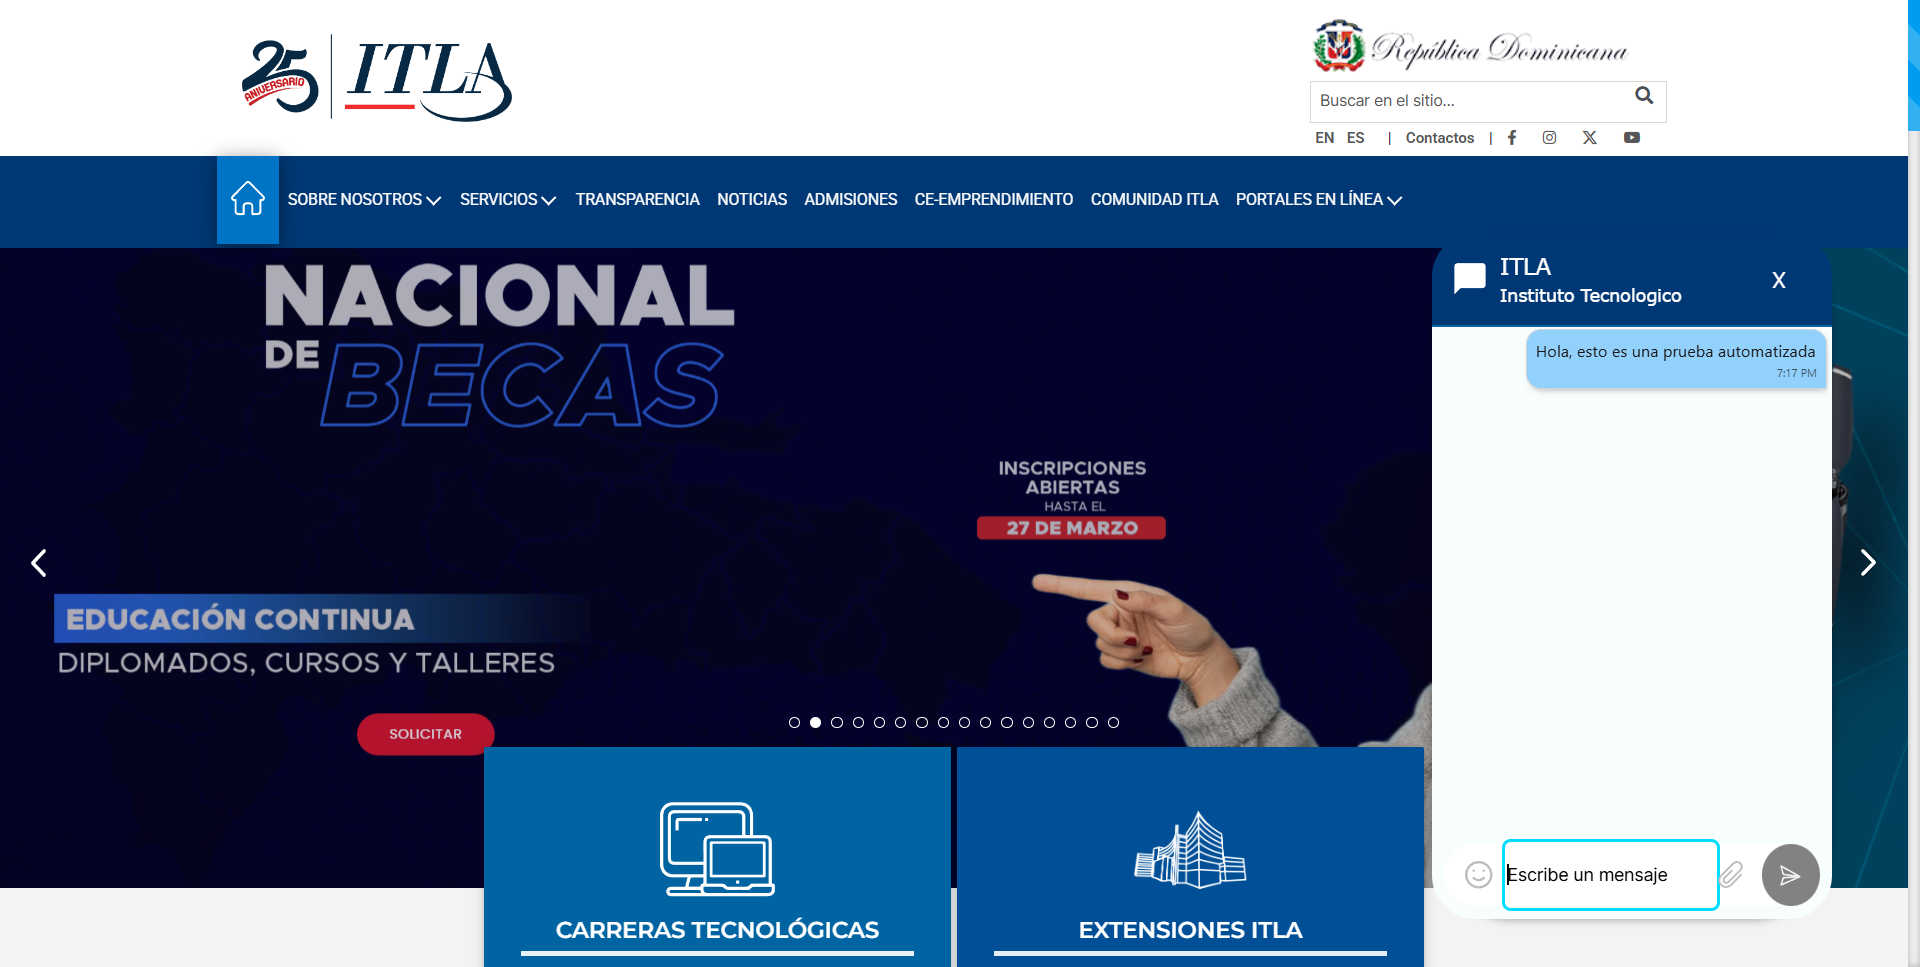 25
ANIVERSARIO
ITLA
República Dominicana
Buscar en el sitio...
EN ES | Contactos |
SOBRE NOSOTROS SERVICIOS TRANSPARENCIA NOTICIAS ADMISIONES CE-EMPRENDIMIENTO COMUNIDAD ITLA PORTALES EN LÍNEA
NACIONAL
DE BECAS
INSCRIPCIONES
ABIERTAS
HASTA EL
27 DE MARZO
EDUCACIÓN CONTINUA
DIPLOMADOS, CURSOS Y TALLERES
SOLICITAR
CARRERAS TECNOLÓGICAS
EXTENSIONES ITLA
ITLA
Instituto Tecnologico
X
Hola, esto es una prueba automatizada
7:17 PM
Escribe un mensaje